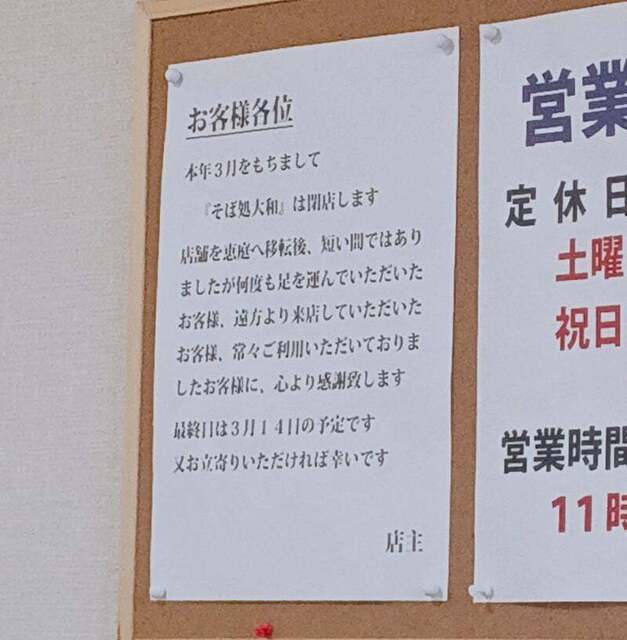 お客様各位
本年３月をもちまして
『そば処大和』は閉店します
店舗を恵庭へ移転後、短い間ではあり
ましたが何度も足を運んでいただいた
お客様、遠方より来店していただいた
お客様、常々ご利用いただいておりま
したお客様に、心より感謝致します
最終日は３月１４日の予定です
又お立寄りいただければ幸いです
店主
営業
定休日
土曜
祝日
営業時間
11時